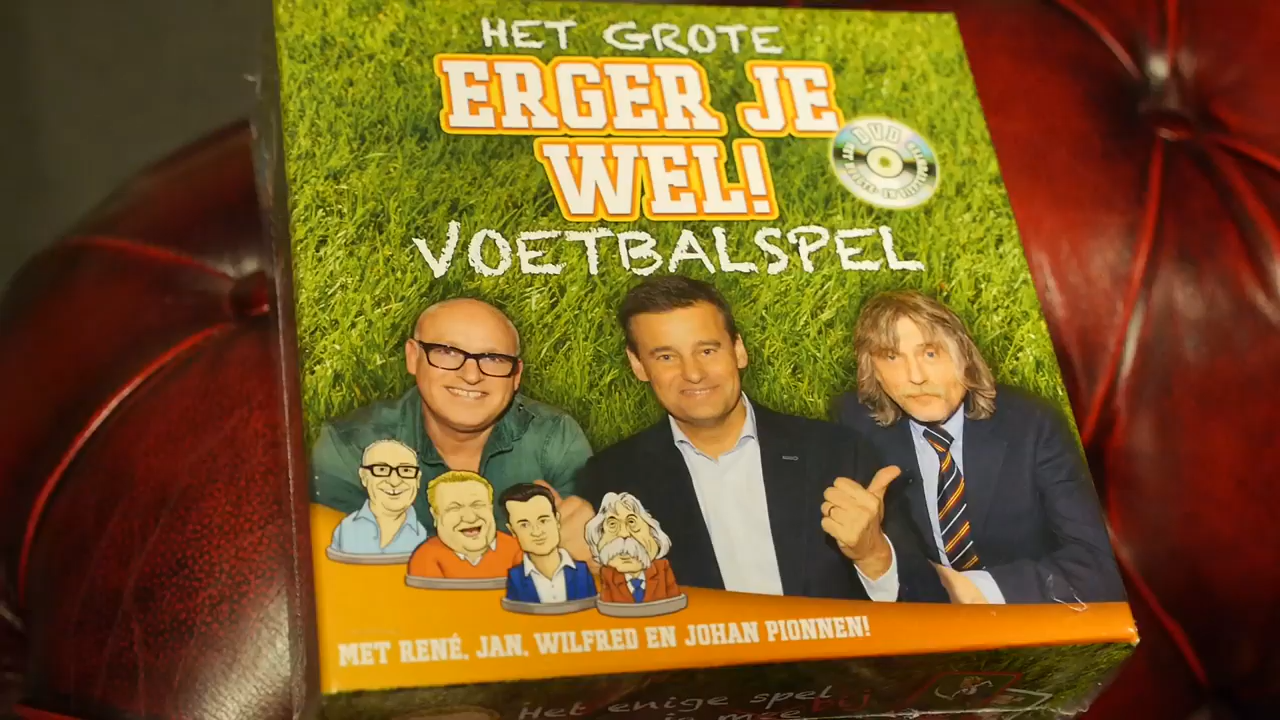 HET GROTE
ERGER JE
WEL!
DVD
VOETBALSPEL
MET RENÉ, JAN, WILFRED EN JOHAN PIONNEN!
Het enige spel